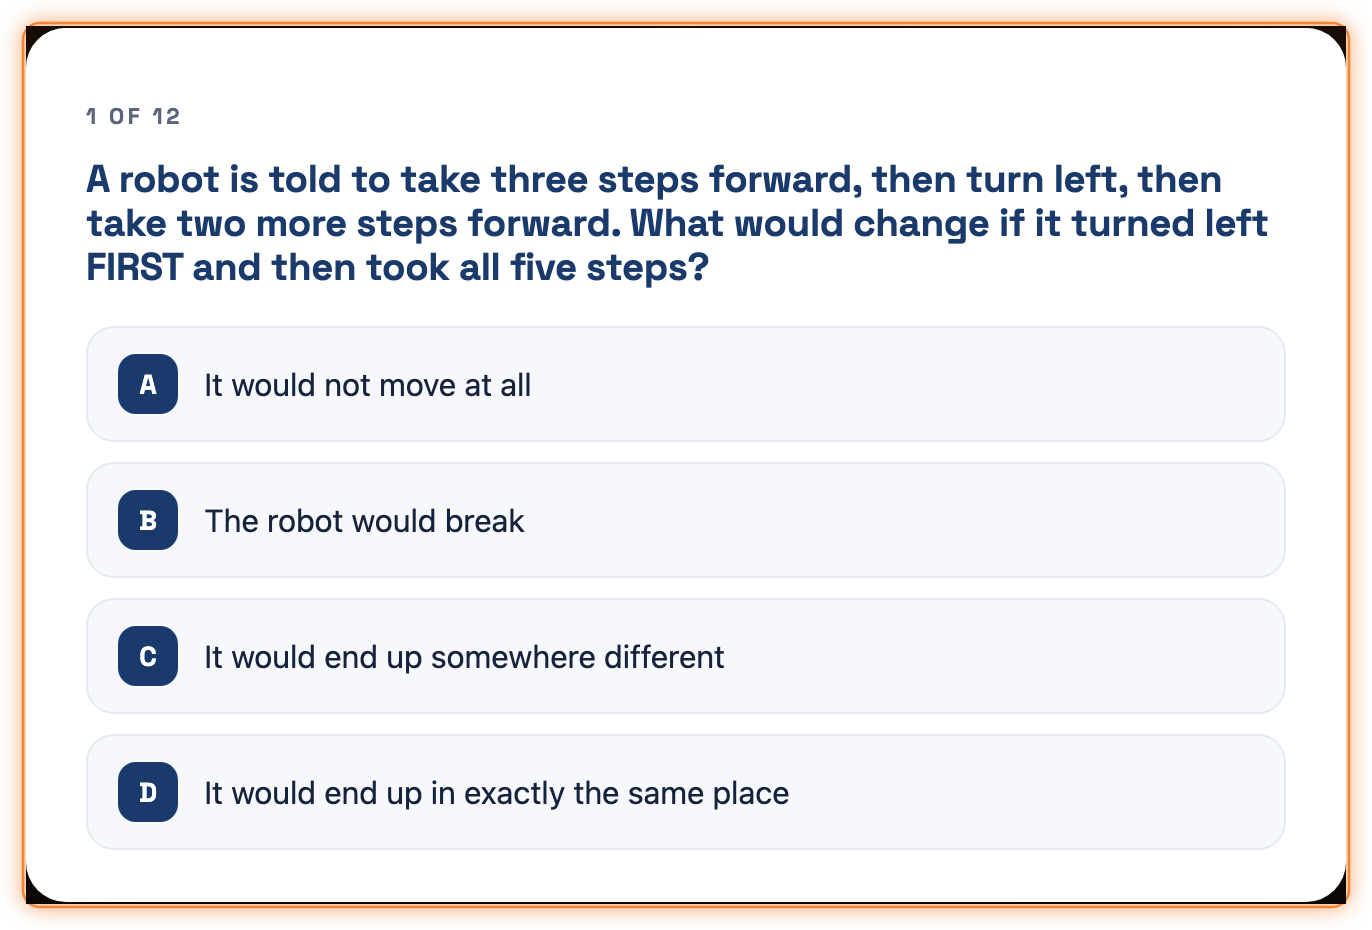 1 OF 12
A robot is told to take three steps forward, then turn left, then
take two more steps forward. What would change if it turned left
FIRST and then took all five steps?
A It would not move at all
B The robot would break
C It would end up somewhere different
D It would end up in exactly the same place